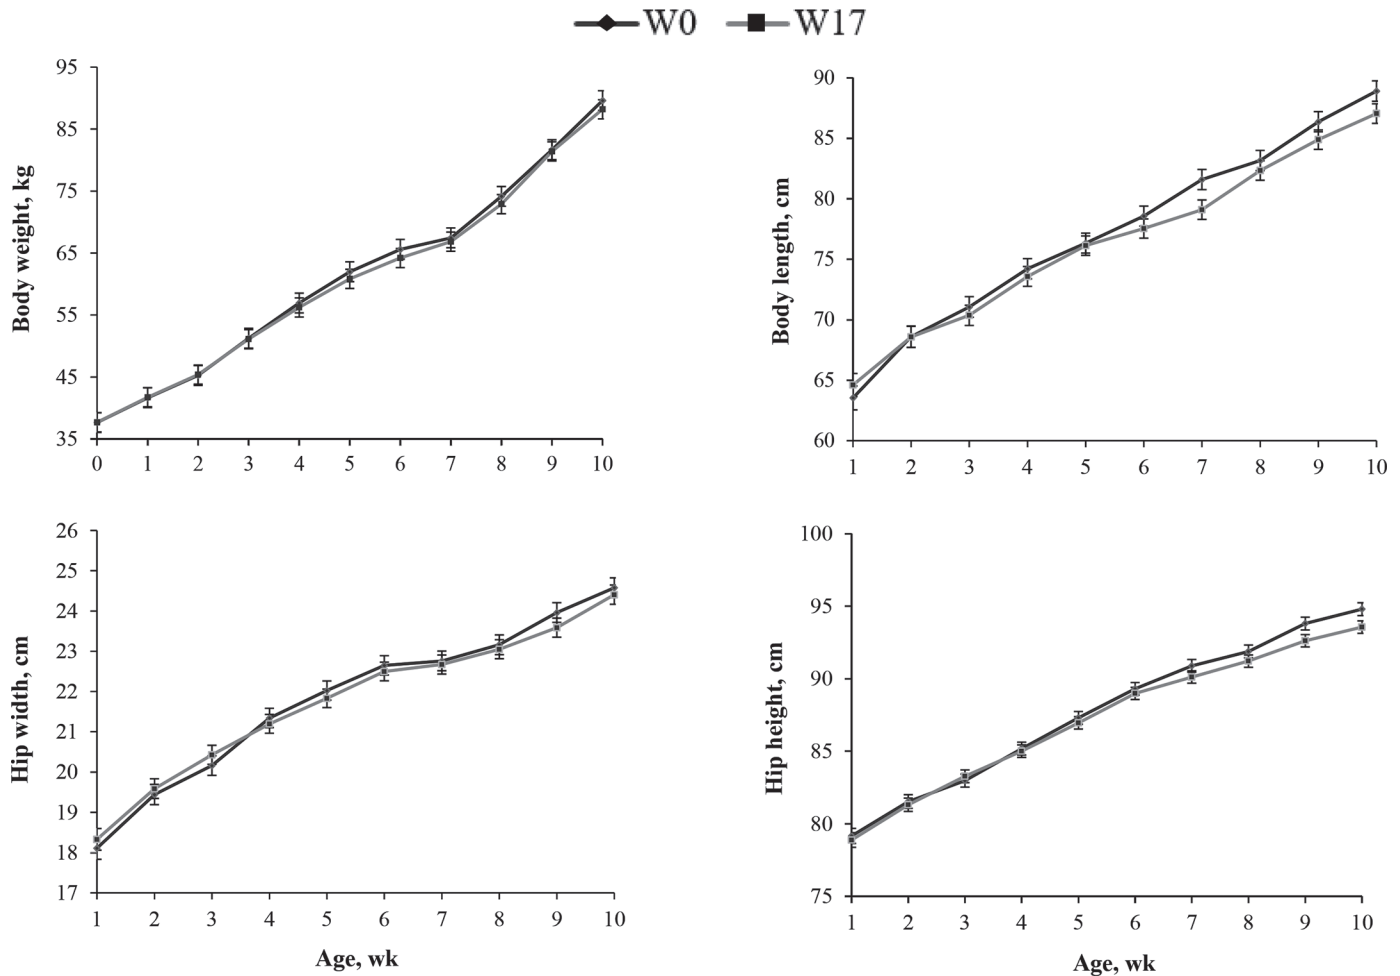 W0 W17
Body weight, kg
95
85
75
65
55
45
35
0 1 2 3 4 5 6 7 8 9 10
Body length, cm
90
85
80
75
70
65
60
1 2 3 4 5 6 7 8 9 10
Hip width, cm
26
25
24
23
22
21
20
19
18
17
1 2 3 4 5 6 7 8 9 10
Age, wk
Hip height, cm
100
95
90
85
80
75
1 2 3 4 5 6 7 8 9 10
Age, wk